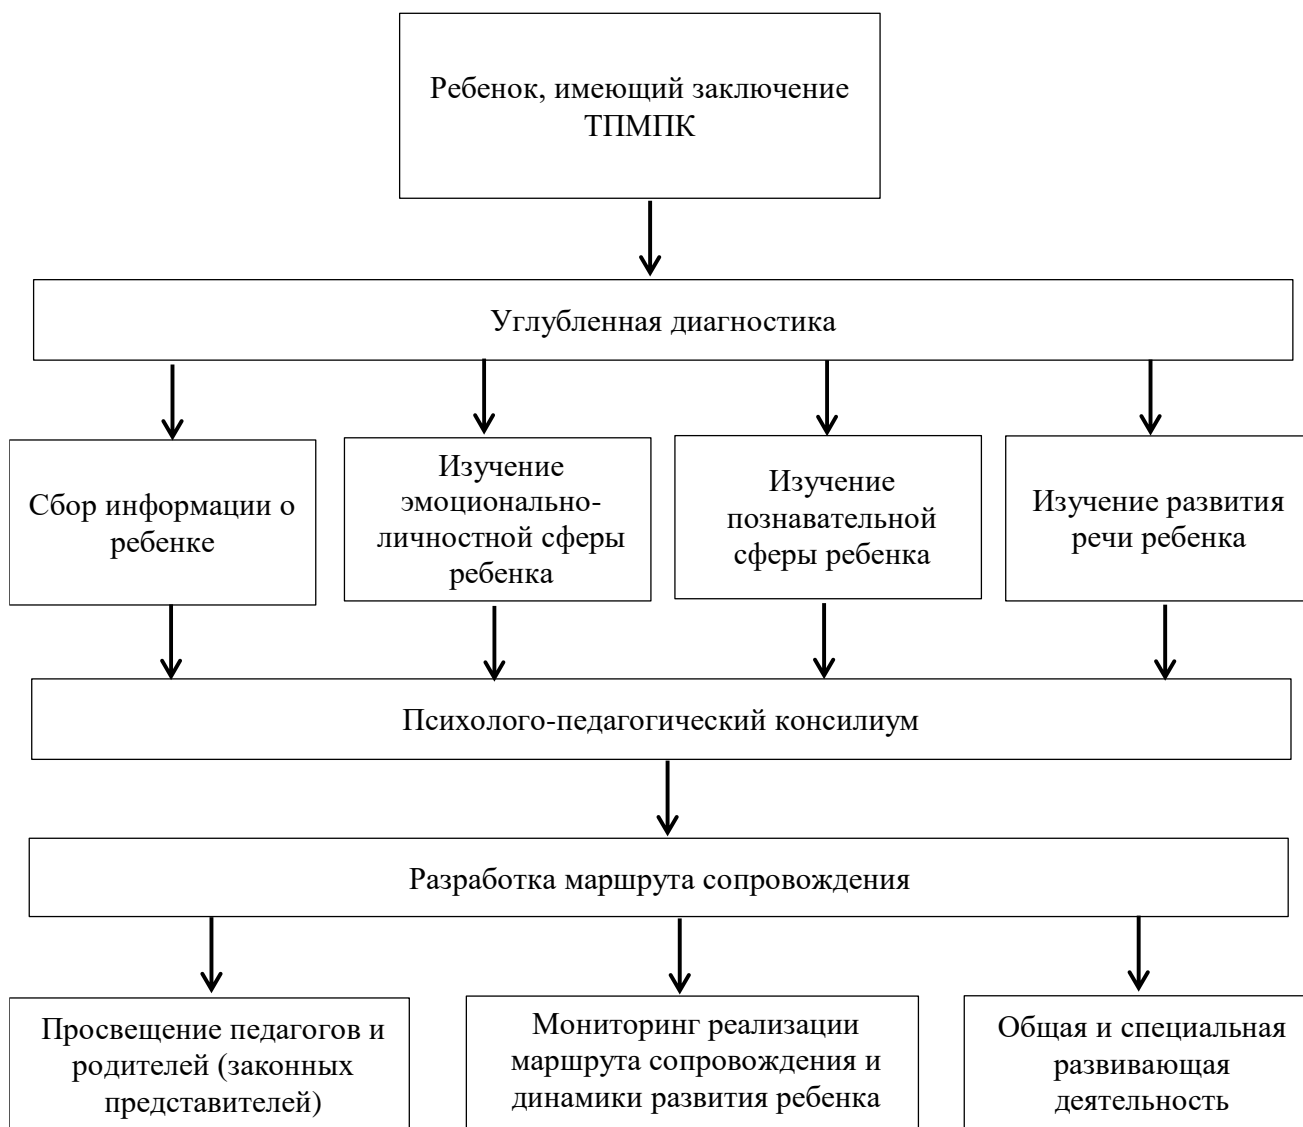 Ребенок, имеющий заключение
ТПМПК
Углубленная диагностика
Сбор информации о
ребенке
Изучение
эмоционально-
личностной сферы
ребенка
Изучение
познавательной
сферы ребенка
Изучение развития
речи ребенка
Психолого-педагогический консилиум
Разработка маршрута сопровождения
Просвещение педагогов и
родителей (законных
представителей)
Мониторинг реализации
маршрута сопровождения и
динамики развития ребенка
Общая и специальная
развивающая
деятельность